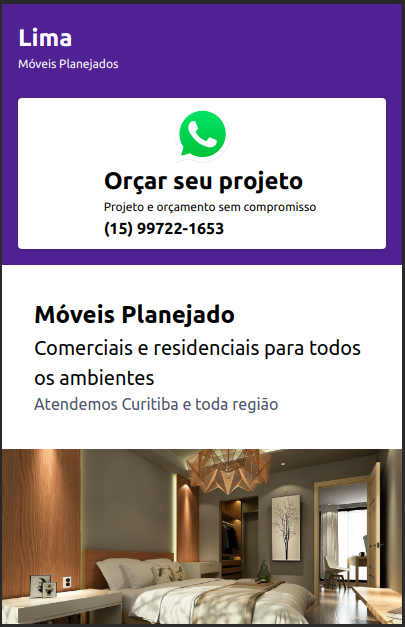 Lima
Móveis Planejados
Orçar seu projeto
Projeto e orçamento sem compromisso
(15) 99722-1653
Móveis Planejado
Comerciais e residenciais para todos
os ambientes
Atendemos Curitiba e toda região